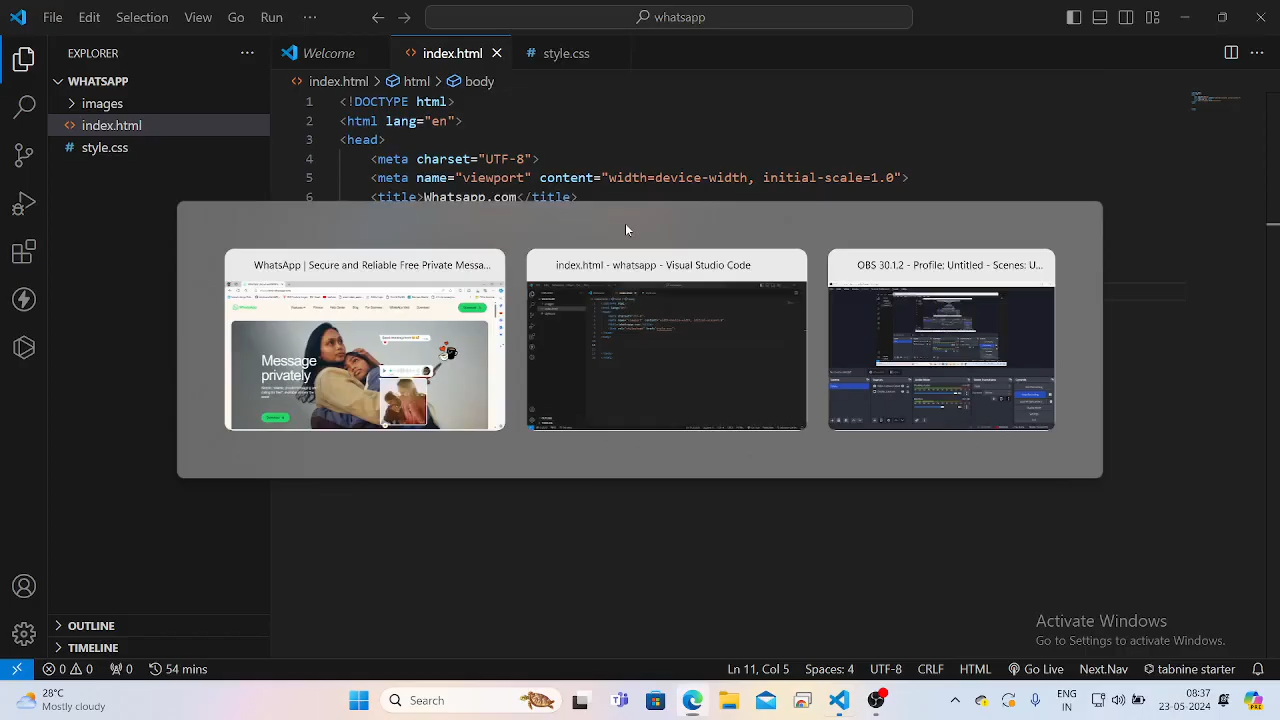 File Edit Selection View Go Run ··· whatsapp
EXPLORER ··· Welcome <> index.html # style.css ···
WHATSAPP
index.html > html > body
images
<> index.html
# style.css
1 <!DOCTYPE html>
2 <html lang="en">
3 <head>
4 <meta charset="UTF-8">
5 <meta name="viewport" content="width=device-width, initial-scale=1.0">
6 <title>Whatsapp.com</title>
WhatsApp | Secure and Reliable Free Private Messa...
index.html - whatsapp - Visual Studio Code
OBS 30.1.2 - Profile: Untitled - Scenes: U...
Message
privately
OUTLINE
TIMELINE
Activate Windows
Go to Settings to activate Windows.
0 0 0 54 mins Ln 11, Col 5 Spaces: 4 UTF-8 CRLF HTML Go Live Next.Nav tabnine starter
28°C
Mostly cloudy
Search
ENG
IN
08:37
23-05-2024